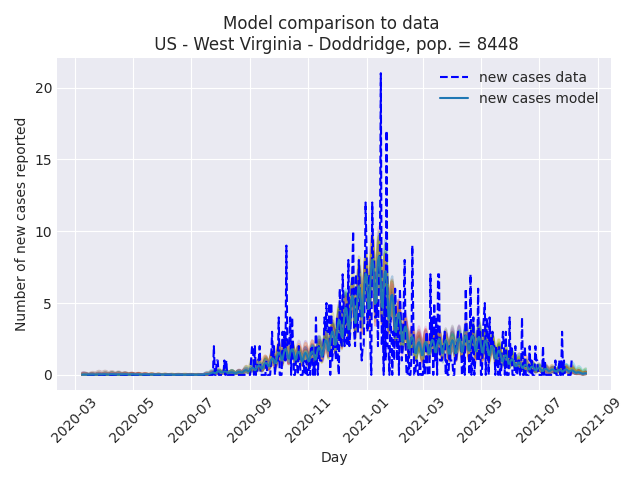 Model comparison to data
US - West Virginia - Doddridge, pop. = 8448
new cases data
new cases model
Number of new cases reported
20
15
10
5
0
2020-03
2020-05
2020-07
2020-09
2020-11
2021-01
2021-03
2021-05
2021-07
2021-09
Day